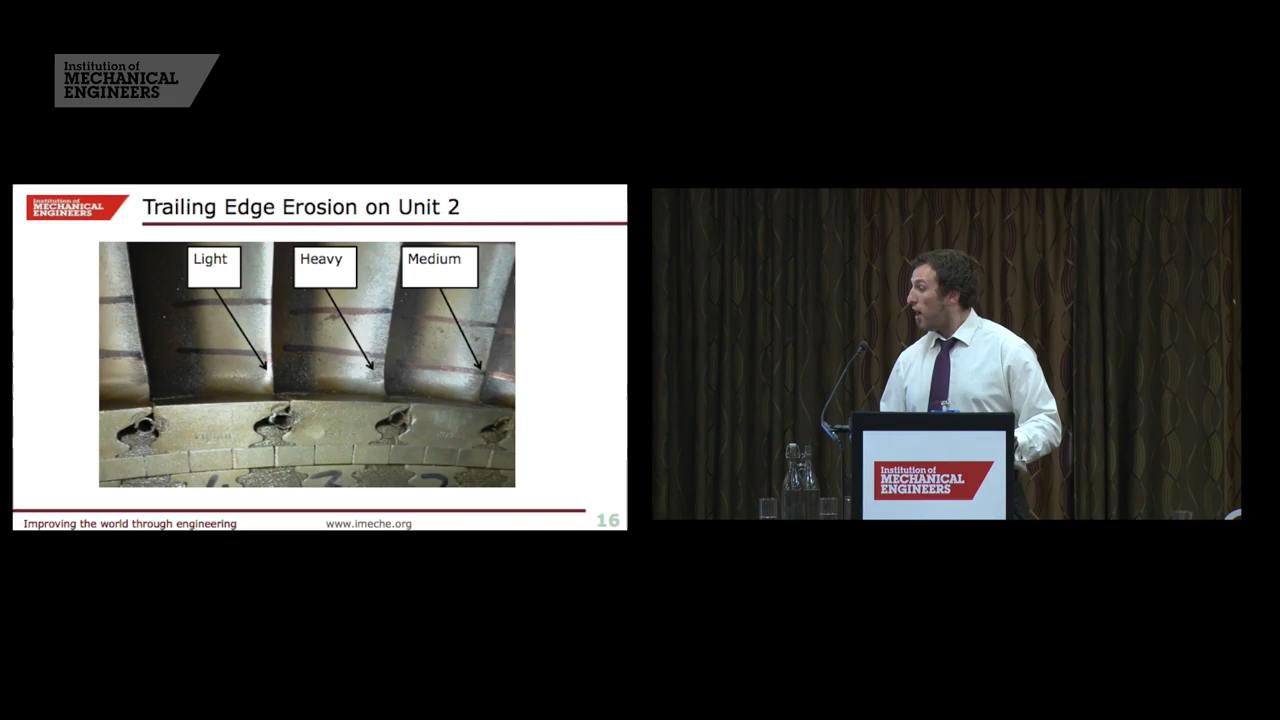 Institution of
MECHANICAL
ENGINEERS
Institution of
MECHANICAL
ENGINEERS
Trailing Edge Erosion on Unit 2
Light
Heavy
Medium
Improving the world through engineering
www.imeche.org
16
Institution of
MECHANICAL
ENGINEERS